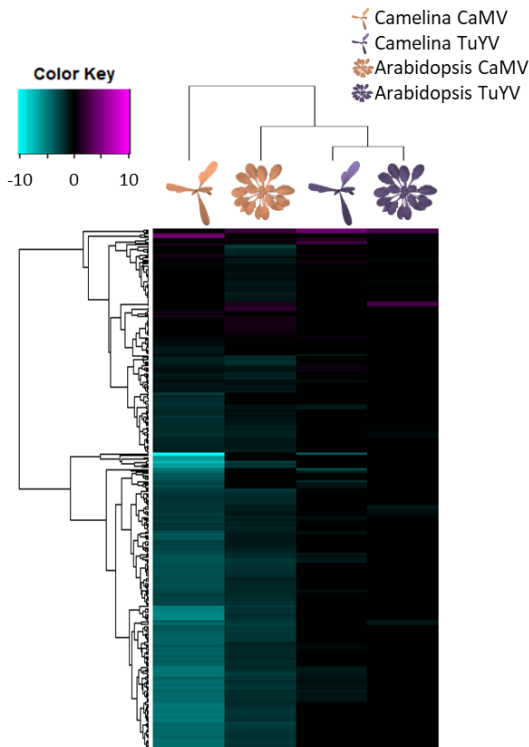 Camelina CaMV
Camelina TuYV
Arabidopsis CaMV
Arabidopsis TuYV
Color Key
-10 0 10